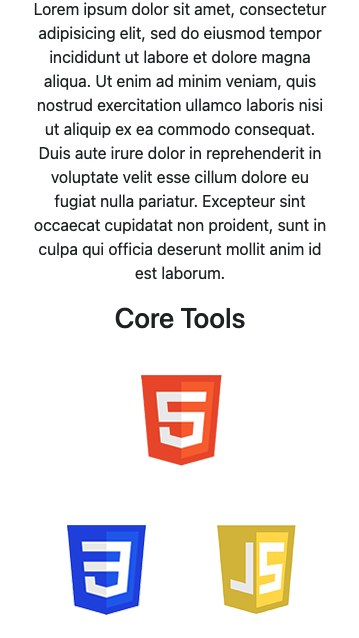 Lorem ipsum dolor sit amet, consectetur
adipisicing elit, sed do eiusmod tempor
incididunt ut labore et dolore magna
aliqua. Ut enim ad minim veniam, quis
nostrud exercitation ullamco laboris nisi
ut aliquip ex ea commodo consequat.
Duis aute irure dolor in reprehenderit in
voluptate velit esse cillum dolore eu
fugiat nulla pariatur. Excepteur sint
occaecat cupidatat non proident, sunt in
culpa qui officia deserunt mollit anim id
est laborum.
Core Tools
5
3
JS